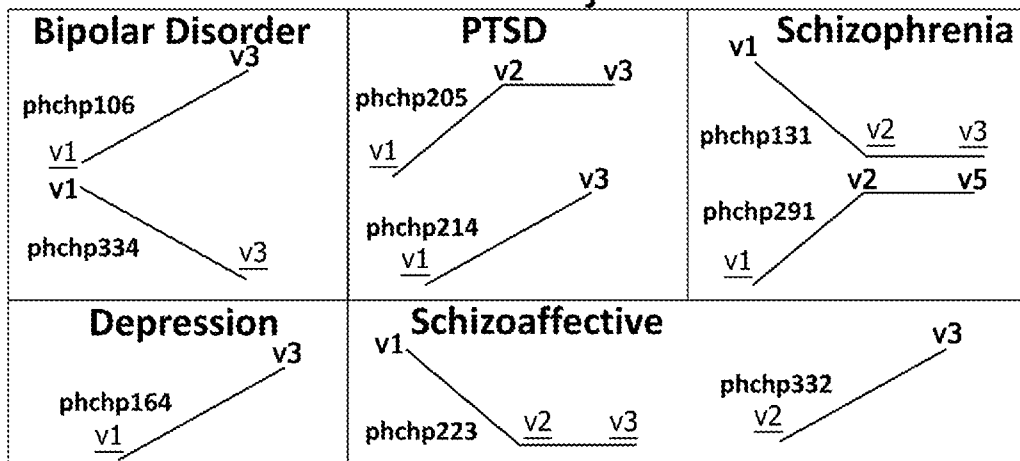 Bipolar Disorder
v3
phchp106
v1
v1
phchp334
v3
PTSD
v2 v3
phchp205
v1
v3
phchp214
v1
Schizophrenia
v1
phchp131
v2 v3
v2 v5
phchp291
v1
Depression
v3
phchp164
v1
Schizoaffective
v1
phchp223
v2 v3
v3
phchp332
v2